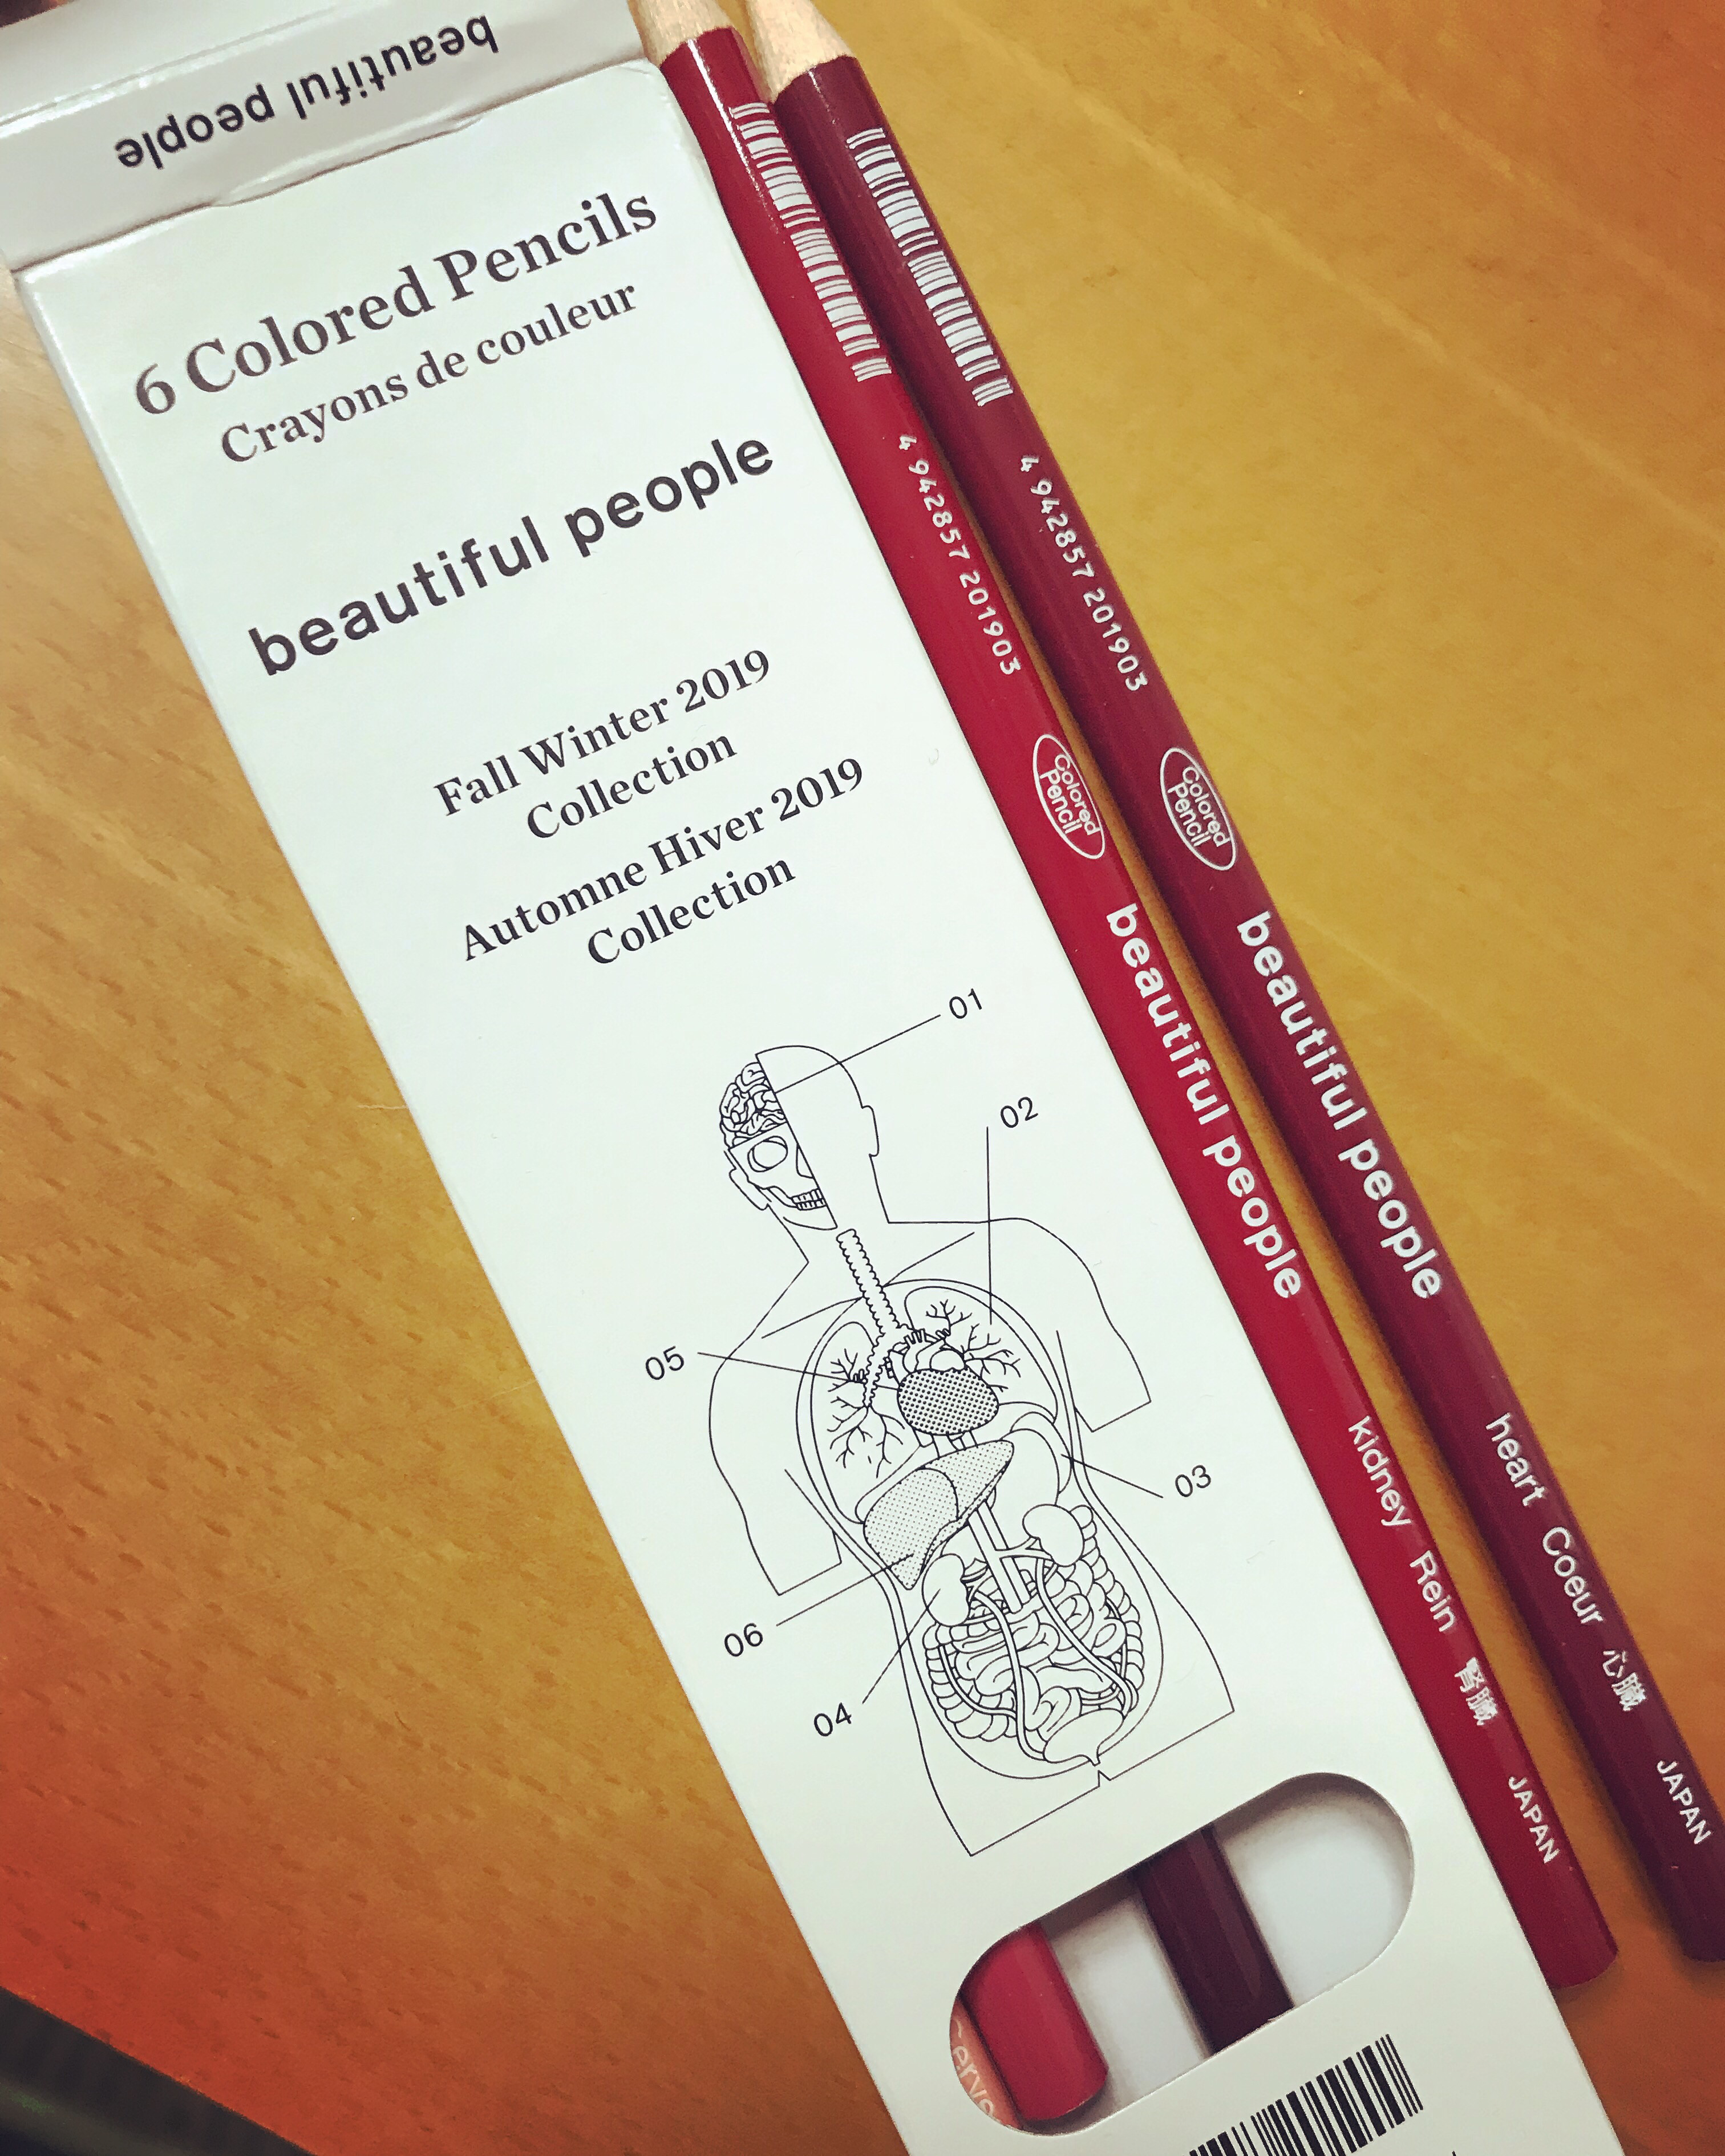 beautiful people
6 Colored Pencils
Crayons de couleur
beautiful people
Fall Winter 2019
Collection
Automne Hiver 2019
Collection
01
02
05
03
06
04
4 942857 201903
Colored
Pencil
beautiful people
kidney Rein 腎臓 JAPAN
4 942857 201903
Colored
Pencil
beautiful people
heart Coeur 心臓 JAPAN